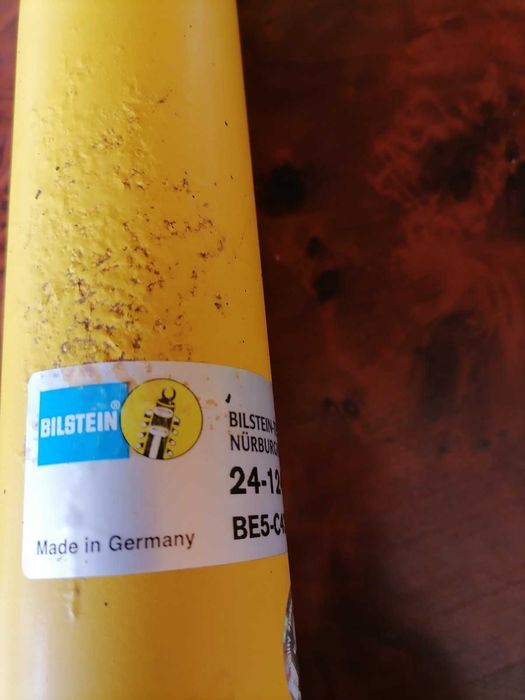 BILSTEIN®
BILSTEIN-
NÜRBURG
24-12
BE5-C4
Made in Germany